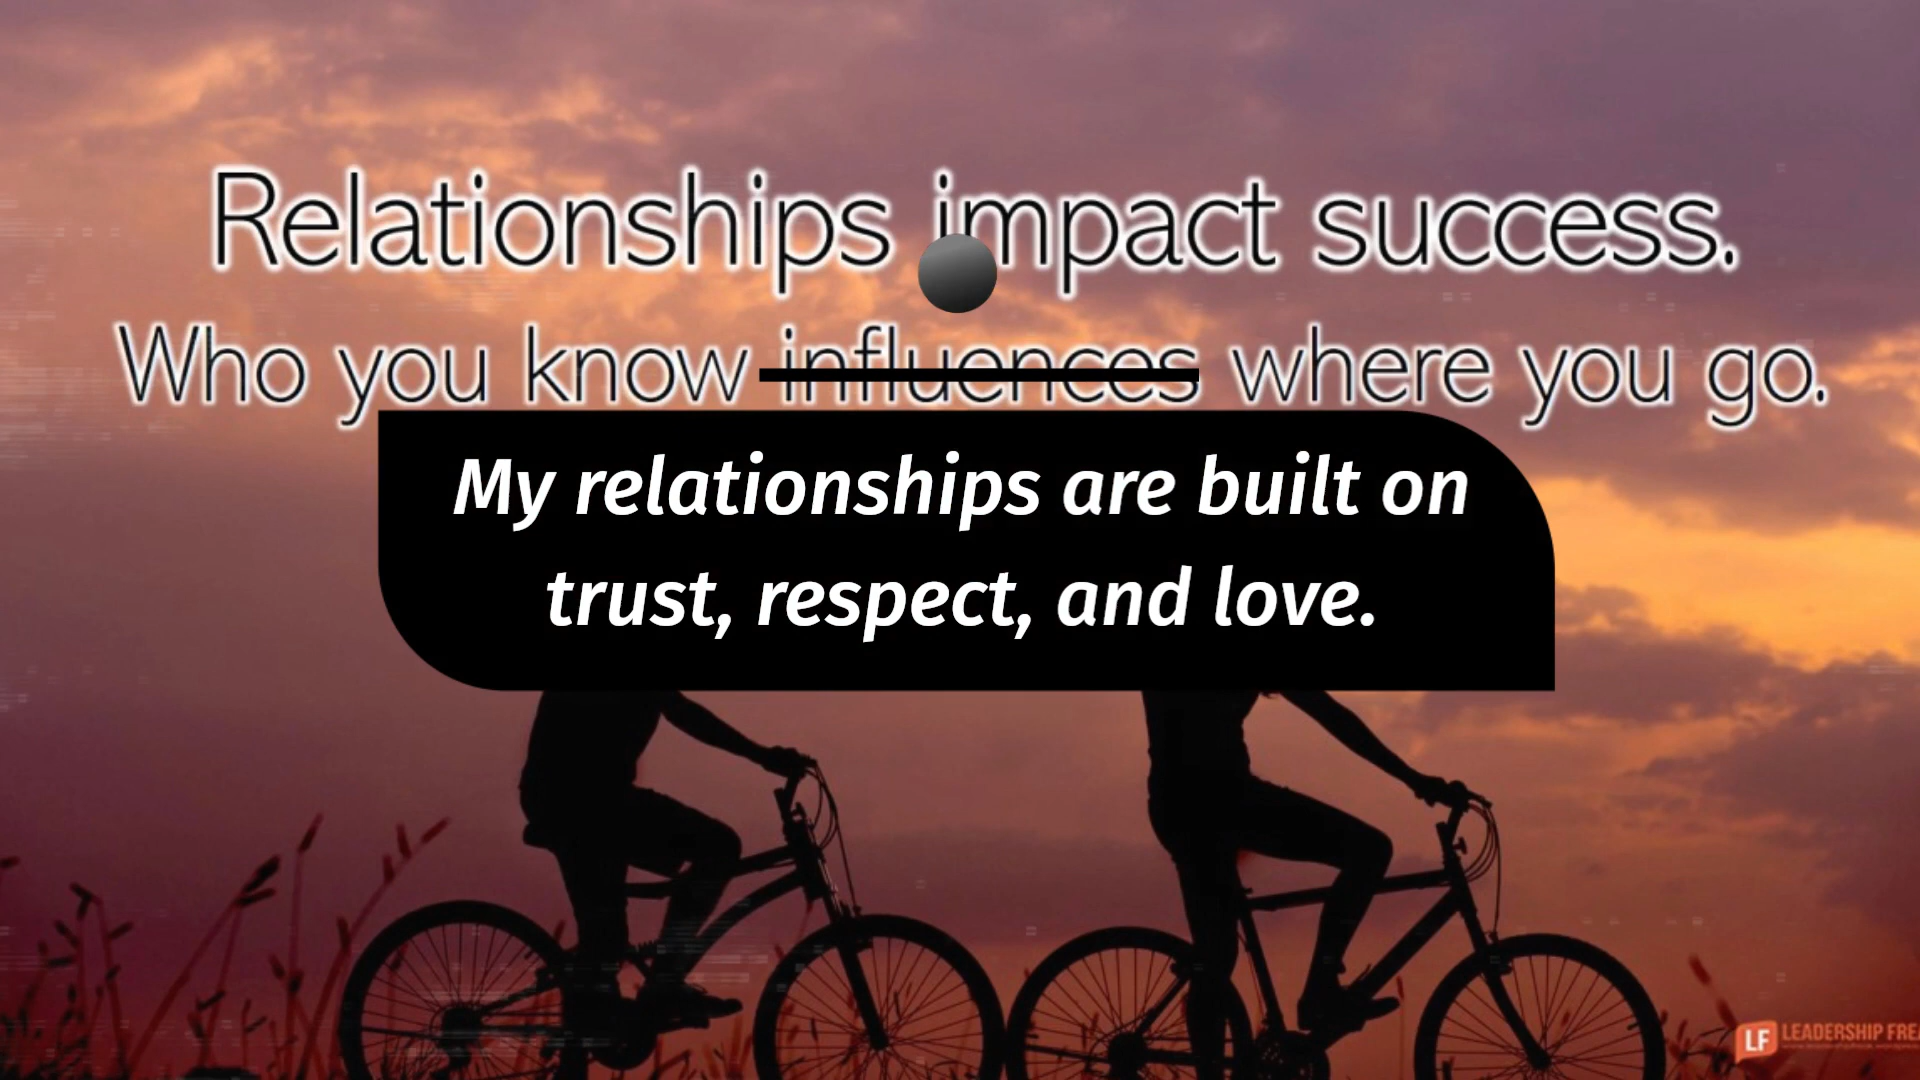 Relationships impact success.
Who you know influences where you go.
My relationships are built on
trust, respect, and love.
LF LEADERSHIP FREA